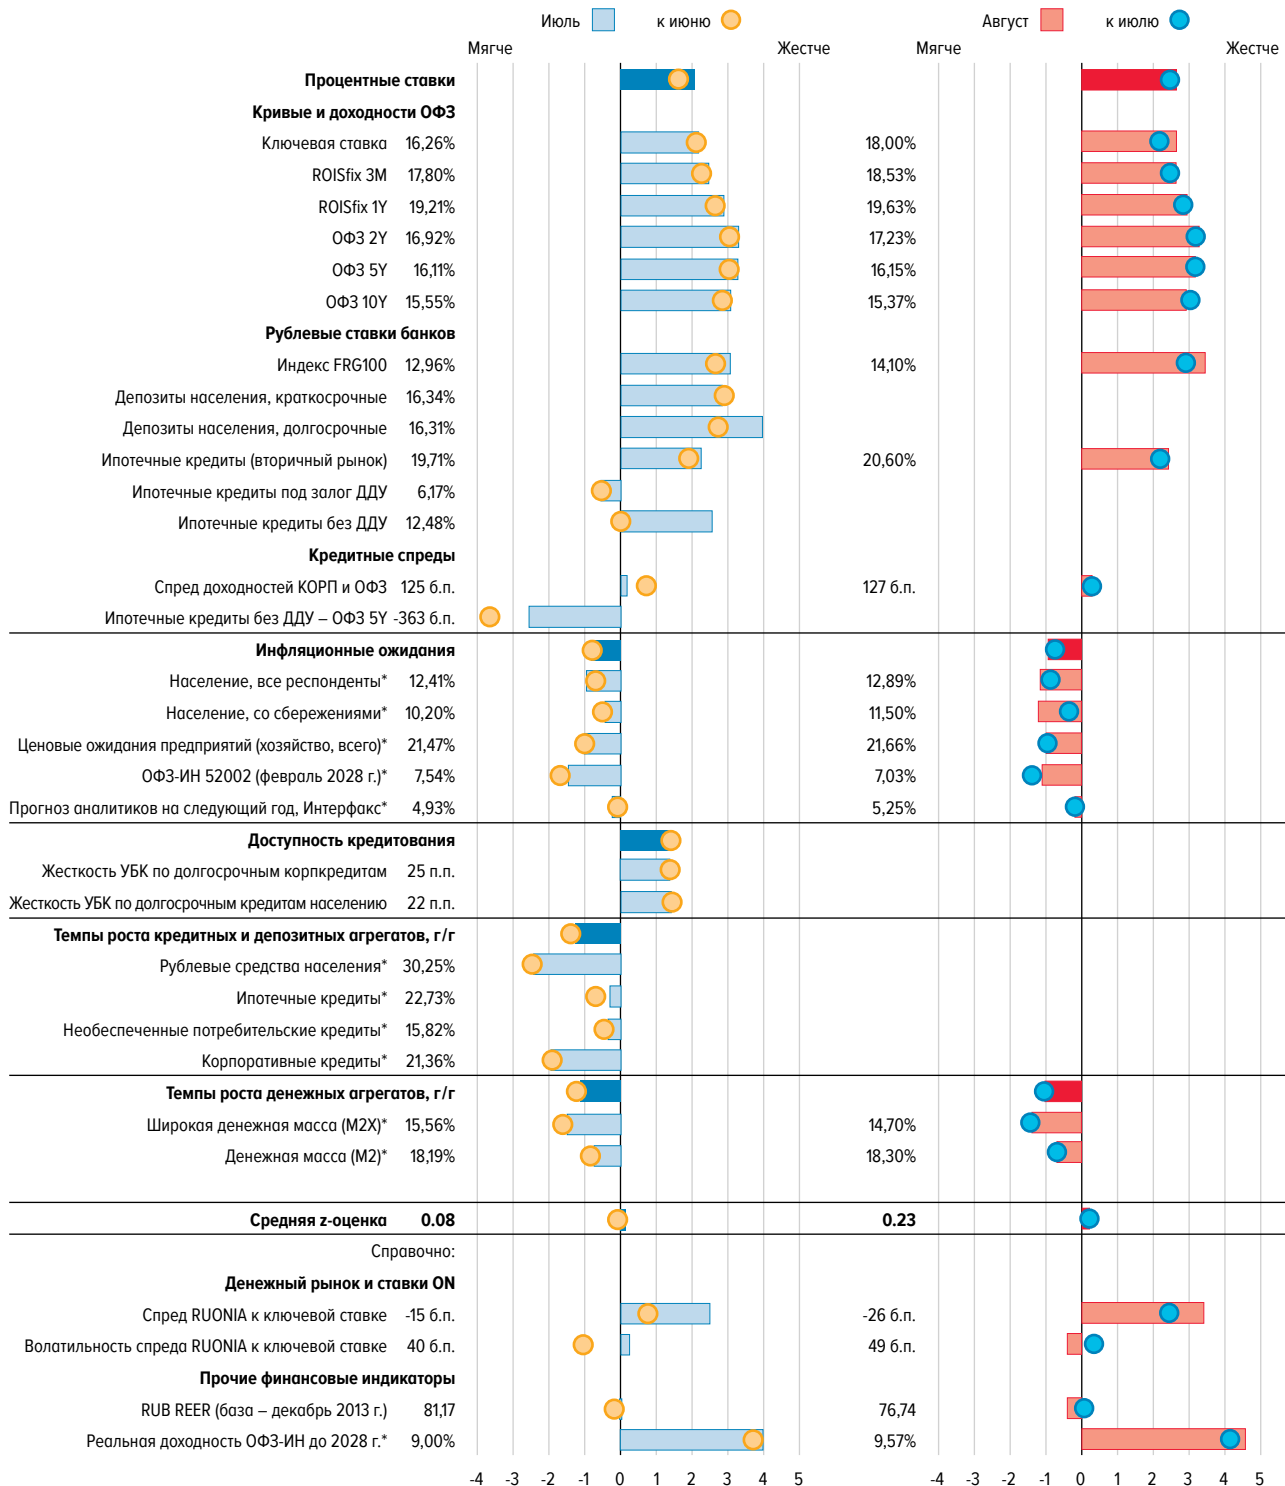 Июль к июню Август к июлю
Мягче Жестче Мягче Жестче
Процентные ставки
Кривые и доходности ОФЗ
Ключевая ставка 16,26% 18,00%
ROISfix 3M 17,80% 18,53%
ROISfix 1Y 19,21% 19,63%
ОФЗ 2Y 16,92% 17,23%
ОФЗ 5Y 16,11% 16,15%
ОФЗ 10Y 15,55% 15,37%
Рублевые ставки банков
Индекс FRG100 12,96% 14,10%
Депозиты населения, краткосрочные 16,34%
Депозиты населения, долгосрочные 16,31%
Ипотечные кредиты (вторичный рынок) 19,71% 20,60%
Ипотечные кредиты под залог ДДУ 6,17%
Ипотечные кредиты без ДДУ 12,48%
Кредитные спреды
Спред доходностей КОРП и ОФЗ 125 б.п. 127 б.п.
Ипотечные кредиты без ДДУ – ОФЗ 5Y -363 б.п.
Инфляционные ожидания
Население, все респонденты* 12,41% 12,89%
Население, со сбережениями* 10,20% 11,50%
Ценовые ожидания предприятий (хозяйство, всего)* 21,47% 21,66%
ОФЗ-ИН 52002 (февраль 2028 г.)* 7,54% 7,03%
Прогноз аналитиков на следующий год, Интерфакс* 4,93% 5,25%
Доступность кредитования
Жесткость УБК по долгосрочным корпкредитам 25 п.п.
Жесткость УБК по долгосрочным кредитам населению 22 п.п.
Темпы роста кредитных и депозитных агрегатов, г/г
Рублевые средства населения* 30,25%
Ипотечные кредиты* 22,73%
Необеспеченные потребительские кредиты* 15,82%
Корпоративные кредиты* 21,36%
Темпы роста денежных агрегатов, г/г
Широкая денежная масса (М2Х)* 15,56% 14,70%
Денежная масса (М2)* 18,19% 18,30%
Средняя z-оценка 0.08 0.23
Справочно:
Денежный рынок и ставки ON
Спред RUONIA к ключевой ставке -15 б.п. -26 б.п.
Волатильность спреда RUONIA к ключевой ставке 40 б.п. 49 б.п.
Прочие финансовые индикаторы
RUB REER (база – декабрь 2013 г.) 81,17 76,74
Реальная доходность ОФЗ-ИН до 2028 г.* 9,00% 9,57%
-4 -3 -2 -1 0 1 2 3 4 5 -4 -3 -2 -1 0 1 2 3 4 5